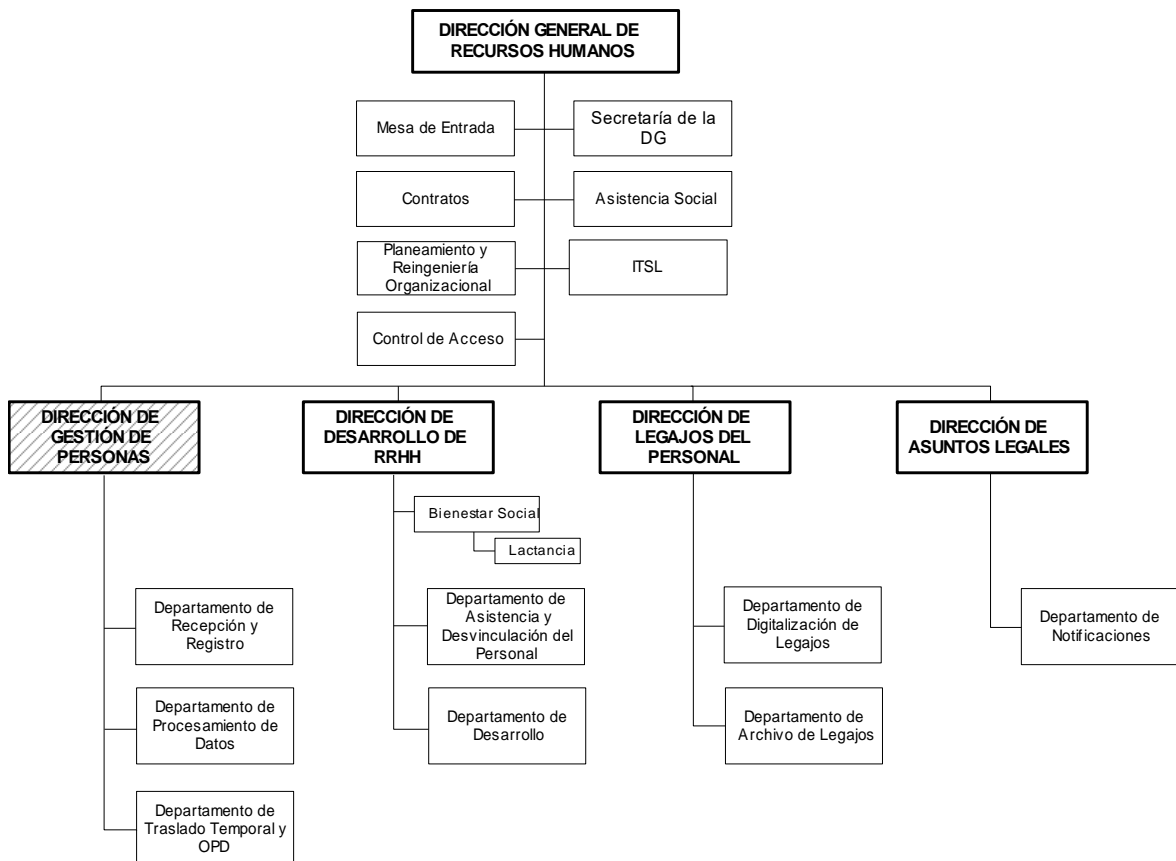 DIRECCIÓN GENERAL DE
RECURSOS HUMANOS
Mesa de Entrada
Secretaría de la
DG
Contratos
Asistencia Social
Planeamiento y
Reingeniería
Organizacional
ITSL
Control de Acceso
DIRECCIÓN DE
GESTIÓN DE
PERSONAS
DIRECCIÓN DE
DESARROLLO DE
RRHH
DIRECCIÓN DE
LEGAJOS DEL
PERSONAL
DIRECCIÓN DE
ASUNTOS LEGALES
Bienestar Social
Lactancia
Departamento de
Recepción y
Registro
Departamento de
Asistencia y
Desvinculación del
Personal
Departamento de
Digitalización de
Legajos
Departamento de
Notificaciones
Departamento de
Procesamiento de
Datos
Departamento de
Desarrollo
Departamento de
Archivo de Legajos
Departamento de
Traslado Temporal y
OPD